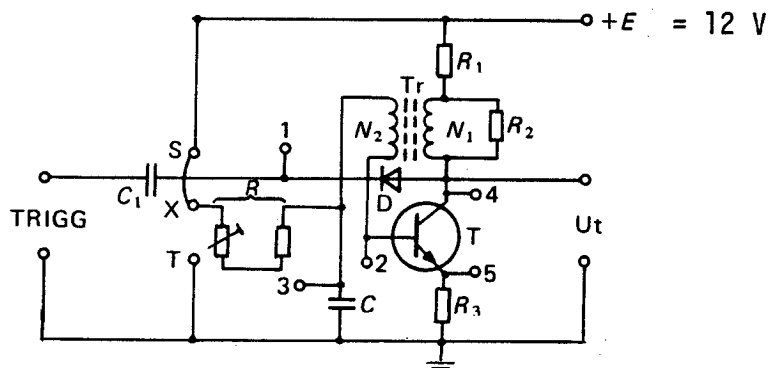 +E = 12 V
R₁
Tr
1
N₂ N₁ R₂
S
C₁ D 4
R
X
TRIGG T Ut
T 2
5
3 C R₃